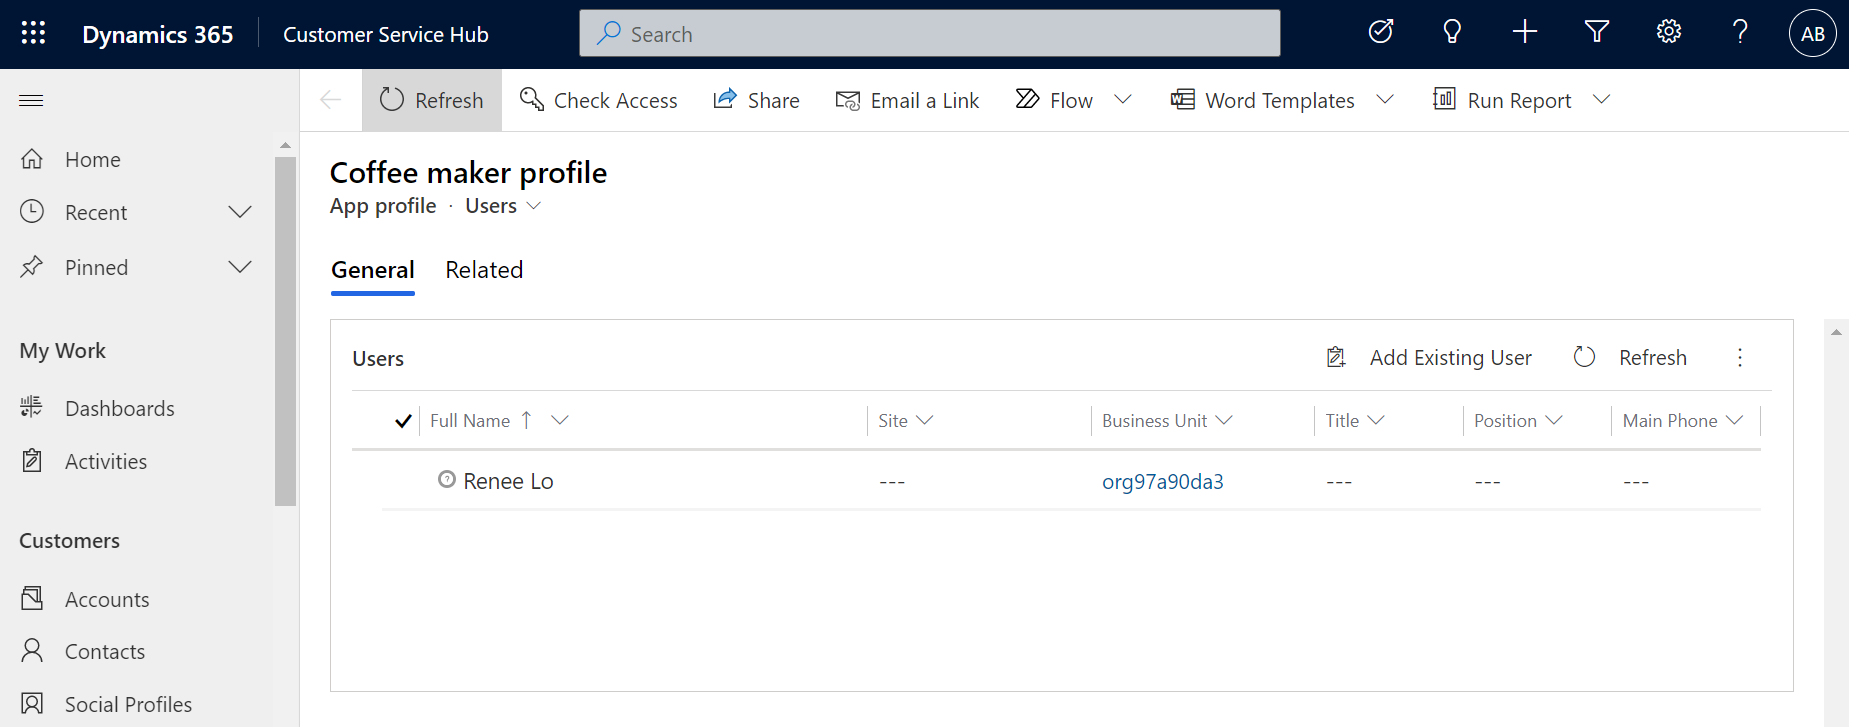 Dynamics 365 Customer Service Hub Search ? AB
Refresh Check Access Share Email a Link Flow Word Templates Run Report
Home
Recent
Pinned
My Work
Dashboards
Activities
Customers
Accounts
Contacts
Social Profiles
Coffee maker profile
App profile · Users
General Related
Users Add Existing User Refresh
Full Name Site Business Unit Title Position Main Phone
Renee Lo --- org97a90da3 --- --- ---